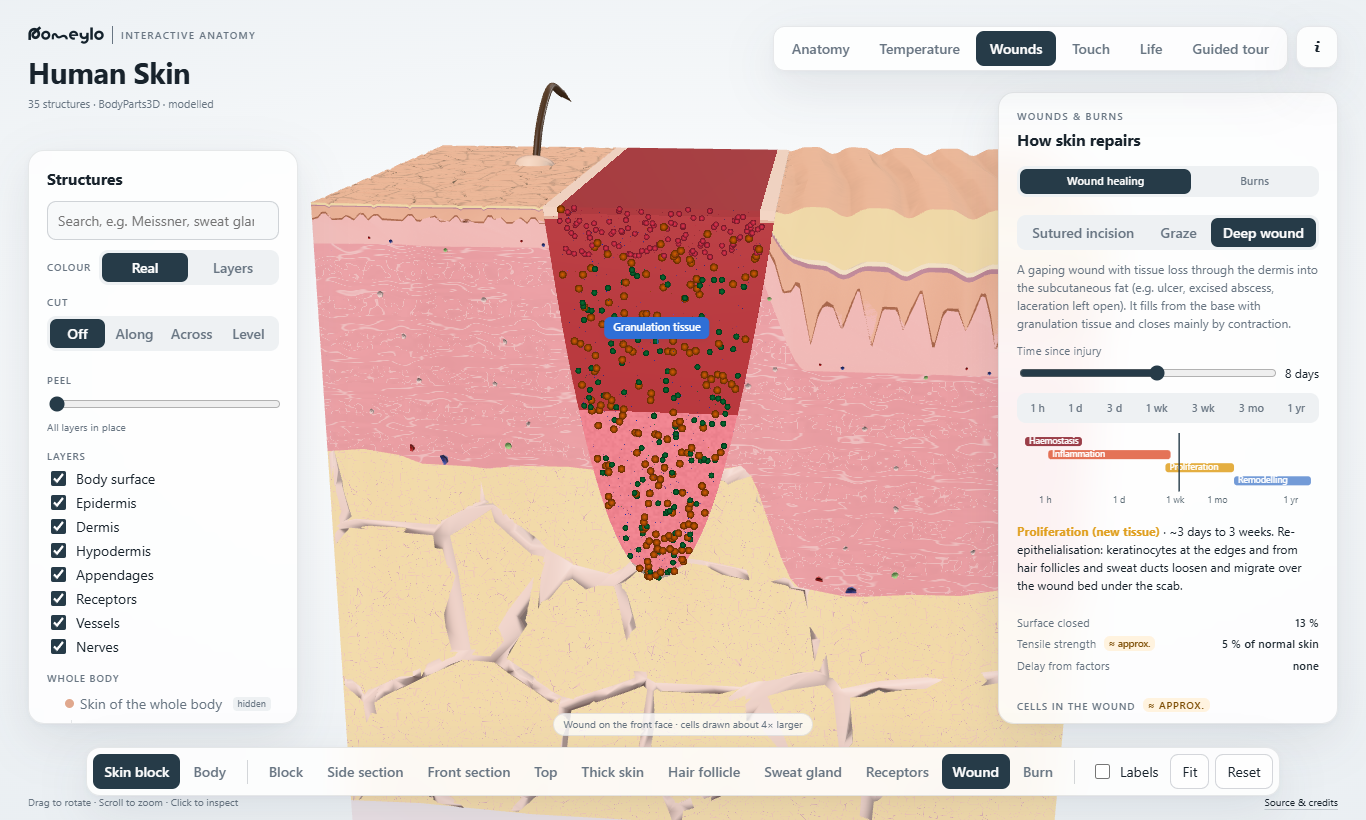 Pomeylo
INTERACTIVE ANATOMY
Human Skin
35 structures · BodyParts3D · modelled
Anatomy
Temperature
Wounds
Touch
Life
Guided tour
i
Structures
Search, e.g. Meissner, sweat glan
COLOUR
Real
Layers
CUT
Off
Along
Across
Level
PEEL
All layers in place
LAYERS
Body surface
Epidermis
Dermis
Hypodermis
Appendages
Receptors
Vessels
Nerves
WHOLE BODY
Skin of the whole body
hidden
Granulation tissue
Wound on the front face · cells drawn about 4× larger
WOUNDS & BURNS
How skin repairs
Wound healing
Burns
Sutured incision
Graze
Deep wound
A gaping wound with tissue loss through the dermis into
the subcutaneous fat (e.g. ulcer, excised abscess,
laceration left open). It fills from the base with
granulation tissue and closes mainly by contraction.
Time since injury
8 days
1 h
1 d
3 d
1 wk
3 wk
3 mo
1 yr
Haemostasis
Inflammation
Proliferation
Remodelling
1 h
1 d
1 wk
1 mo
1 yr
Proliferation (new tissue) · ~3 days to 3 weeks. Re-
epithelialisation: keratinocytes at the edges and from
hair follicles and sweat ducts loosen and migrate over
the wound bed under the scab.
Surface closed 13 %
Tensile strength ≈ approx. 5 % of normal skin
Delay from factors none
CELLS IN THE WOUND ≈ APPROX.
Skin block
Body
Block
Side section
Front section
Top
Thick skin
Hair follicle
Sweat gland
Receptors
Wound
Burn
Labels
Fit
Reset
Drag to rotate · Scroll to zoom · Click to inspect
Source & credits